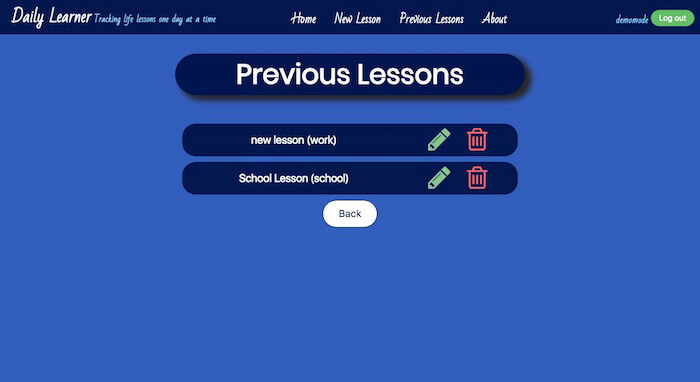 Daily Learner Tracking life lessons one day at a time Home New Lesson Previous Lessons About demomode Log out
Previous Lessons
new lesson (work)
School Lesson (school)
Back